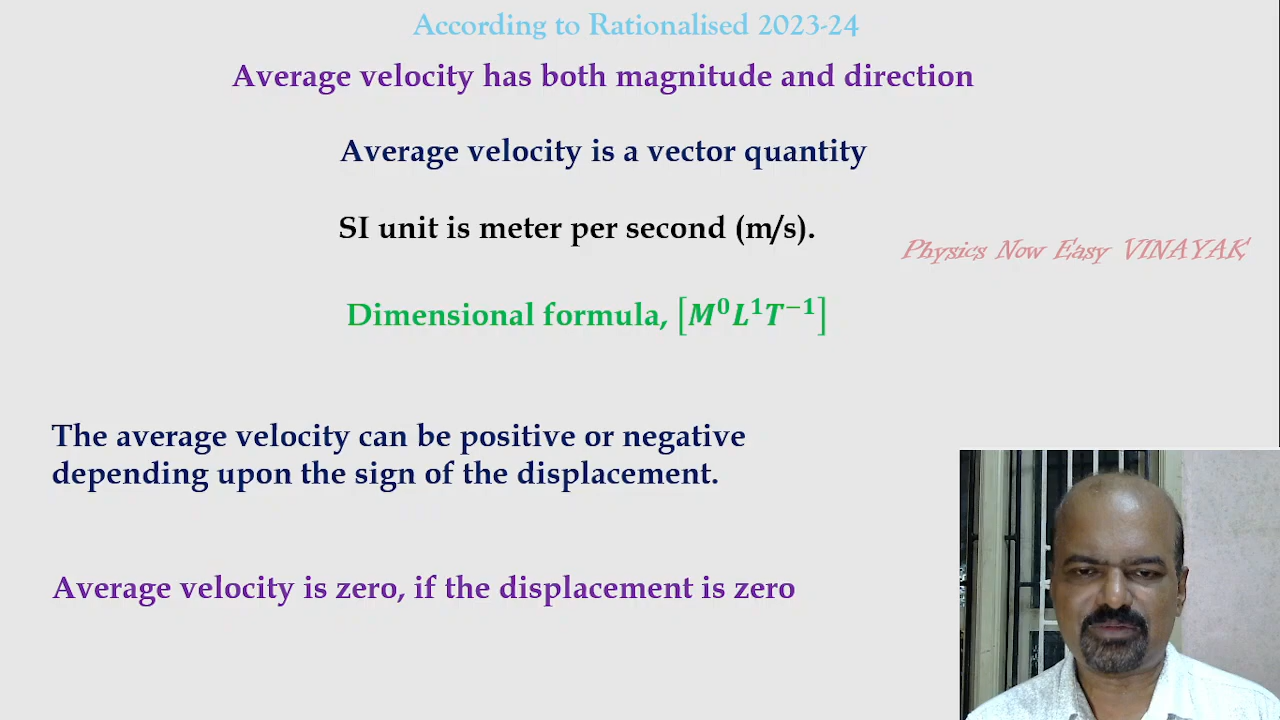 According to Rationalised 2023-24
Average velocity has both magnitude and direction
Average velocity is a vector quantity
SI unit is meter per second (m/s).
Physics Now Easy VINAYAK
Dimensional formula, [M⁰L¹T⁻¹]
The average velocity can be positive or negative
depending upon the sign of the displacement.
Average velocity is zero, if the displacement is zero